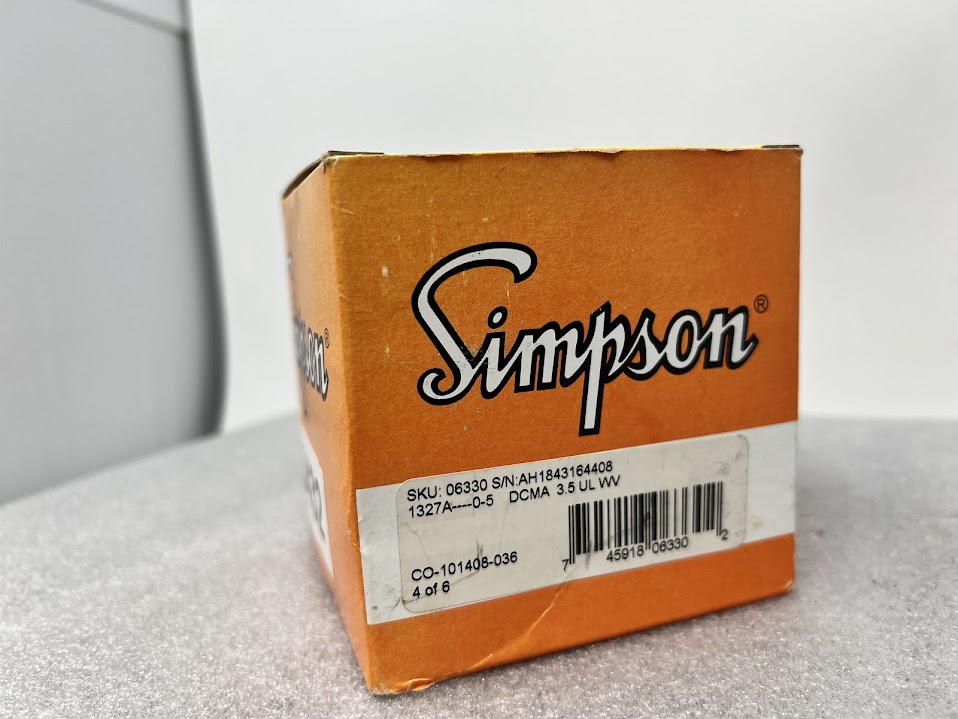 Simpson®
SKU: 06330 S/N:AH1843164408
1327A----0-5 DCMA 3.5 UL WV
CO-101408-036
4 of 6
7 45918 06330 2